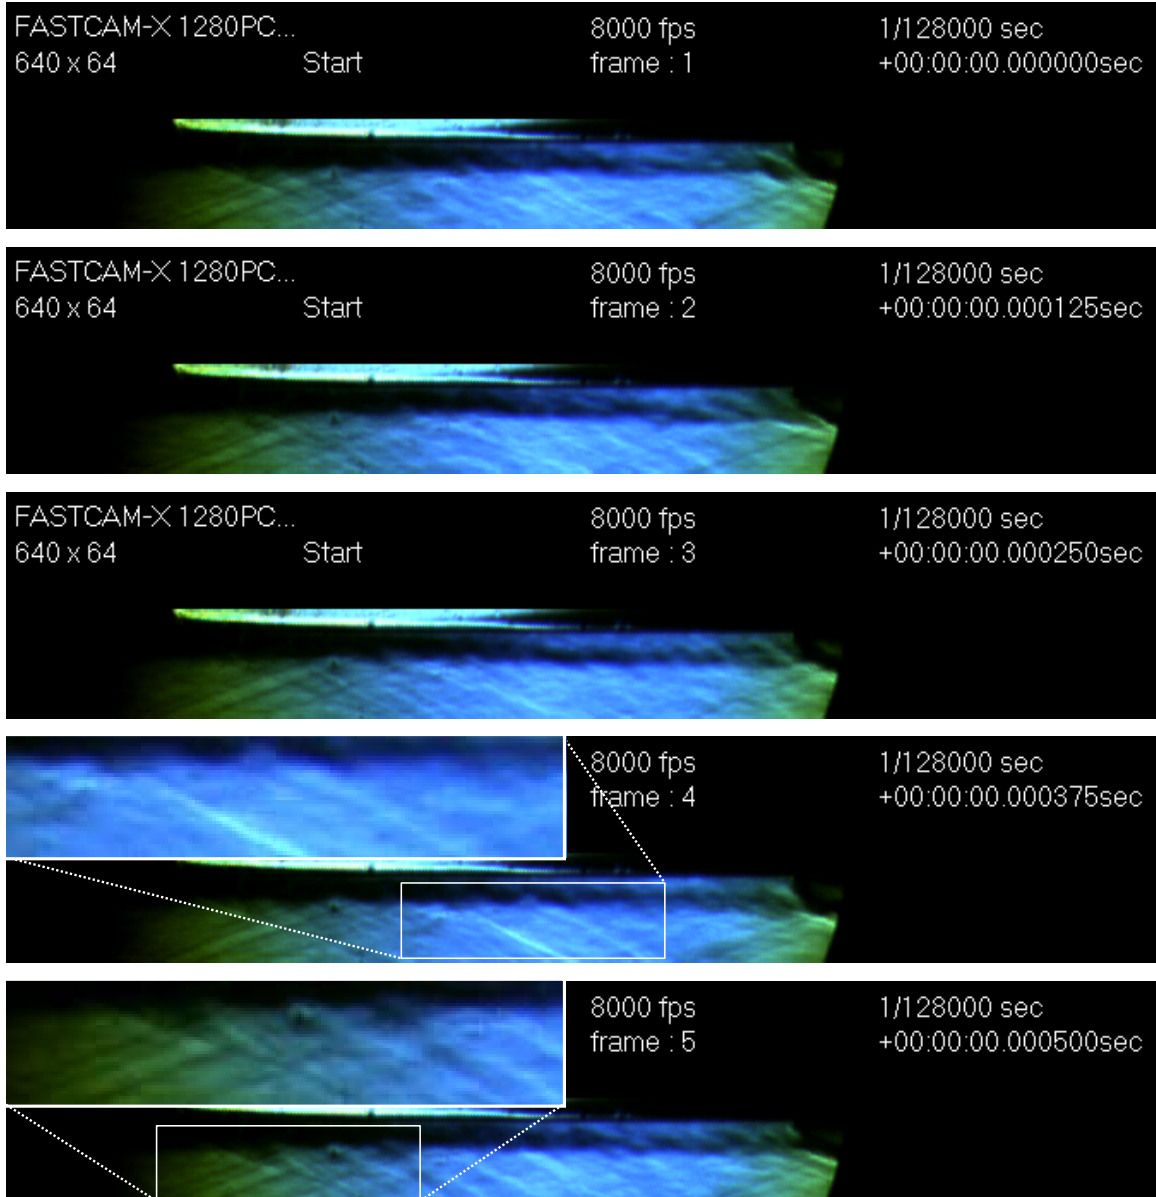 FASTCAM-X 1280PC... 8000 fps 1/128000 sec
640 x 64 Start frame : 1 +00:00:00.000000sec
FASTCAM-X 1280PC... 8000 fps 1/128000 sec
640 x 64 Start frame : 2 +00:00:00.000125sec
FASTCAM-X 1280PC... 8000 fps 1/128000 sec
640 x 64 Start frame : 3 +00:00:00.000250sec
8000 fps 1/128000 sec
frame : 4 +00:00:00.000375sec
8000 fps 1/128000 sec
frame : 5 +00:00:00.000500sec